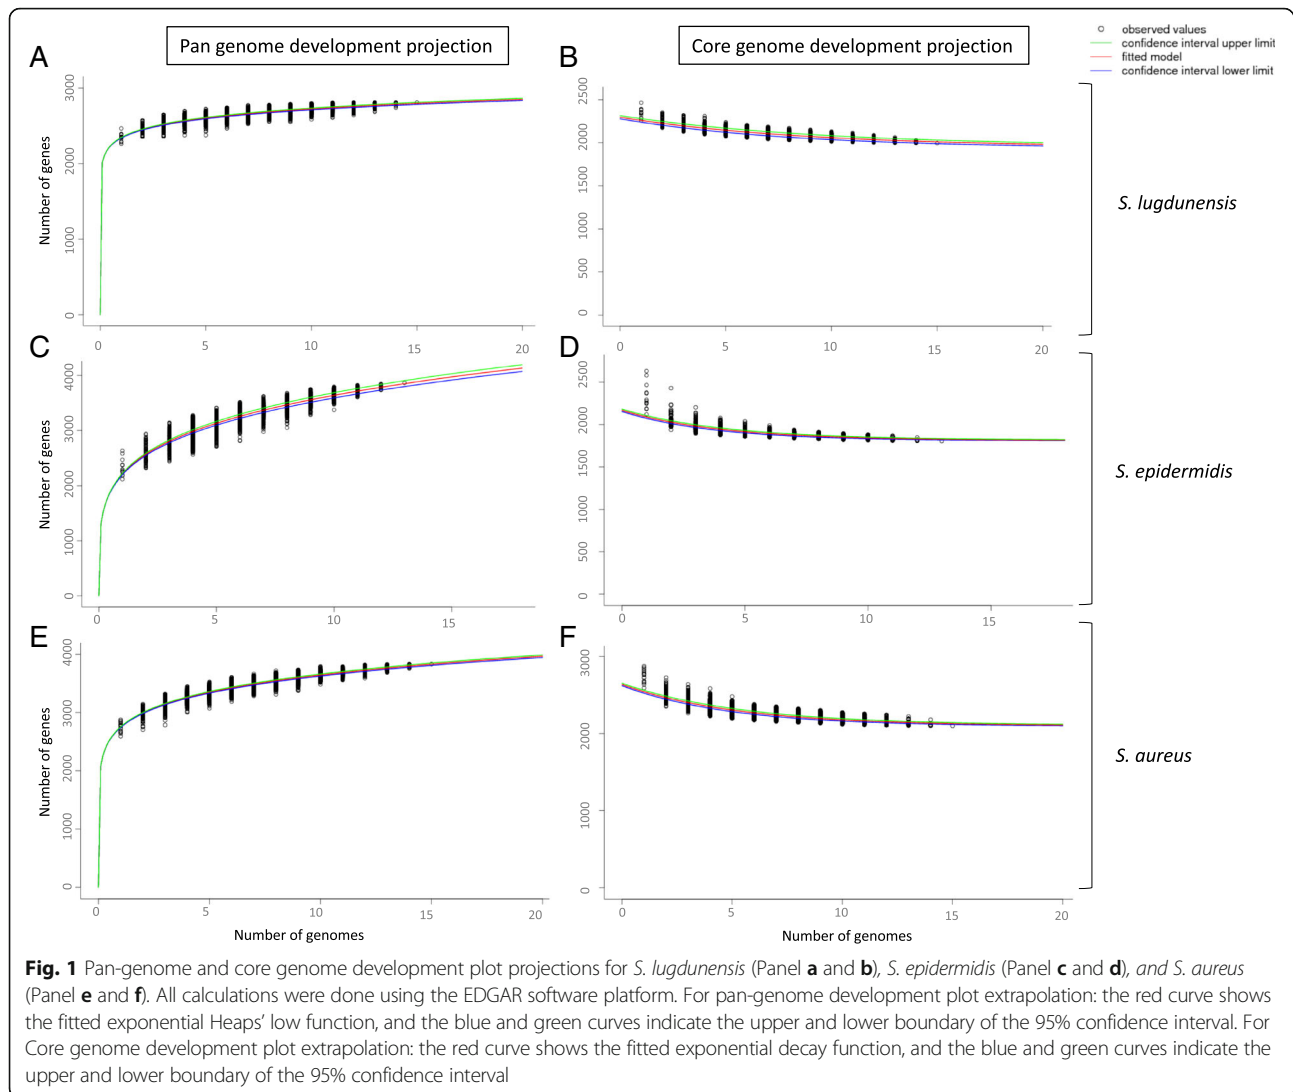 A
Pan genome development projection
B
Core genome development projection
observed values
confidence interval upper limit
fitted model
confidence interval lower limit
Number of genes
0
1000
2000
3000
0
5
10
15
20
0
500
1000
1500
2000
2500
0
5
10
15
20
S. lugdunensis
C
Number of genes
0
1000
2000
3000
4000
0
5
10
15
D
0
500
1000
1500
2000
2500
0
5
10
15
S. epidermidis
E
Number of genes
0
1000
2000
3000
4000
0
5
10
15
20
Number of genomes
F
0
1000
2000
3000
0
5
10
15
20
Number of genomes
S. aureus
Fig. 1 Pan-genome and core genome development plot projections for S. lugdunensis (Panel a and b), S. epidermidis (Panel c and d), and S. aureus
(Panel e and f). All calculations were done using the EDGAR software platform. For pan-genome development plot extrapolation: the red curve shows
the fitted exponential Heaps' low function, and the blue and green curves indicate the upper and lower boundary of the 95% confidence interval. For
Core genome development plot extrapolation: the red curve shows the fitted exponential decay function, and the blue and green curves indicate the
upper and lower boundary of the 95% confidence interval